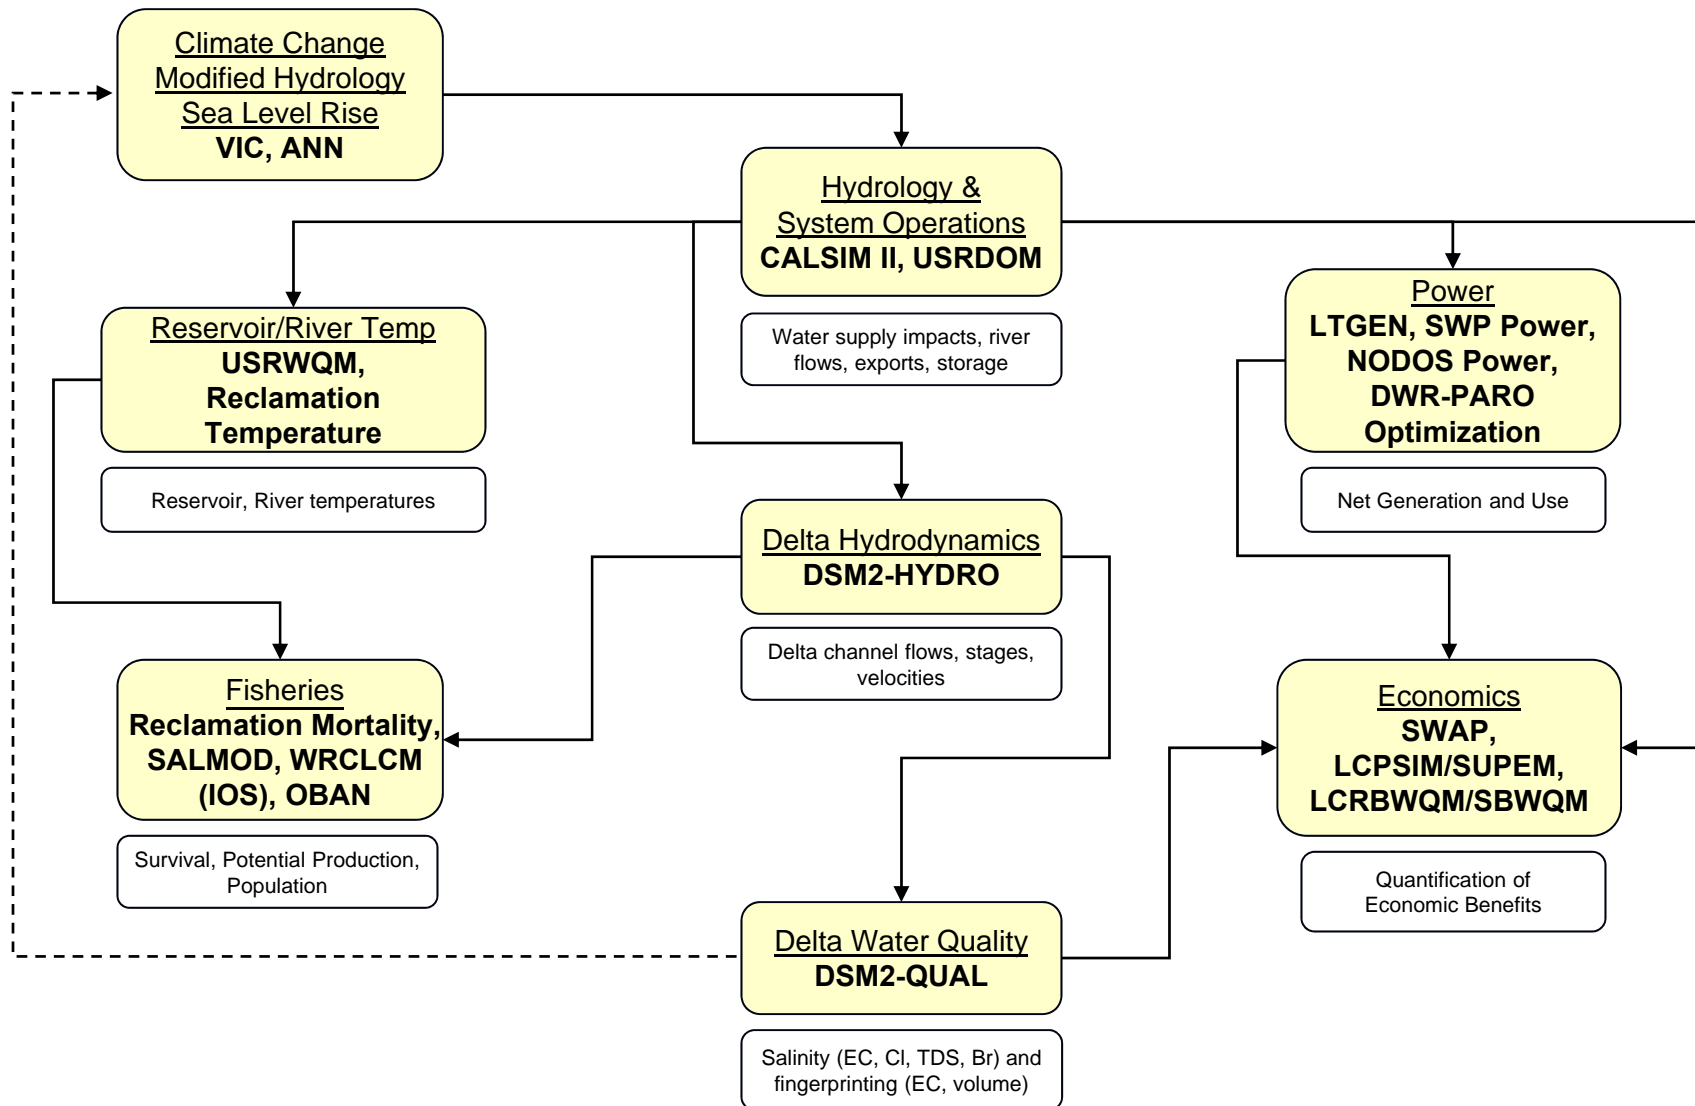 Climate Change
Modified Hydrology
Sea Level Rise
VIC, ANN
Hydrology &
System Operations
CALSIM II, USRDOM
Water supply impacts, river
flows, exports, storage
Reservoir/River Temp
USRWQM,
Reclamation
Temperature
Reservoir, River temperatures
Power
LTGEN, SWP Power,
NODOS Power,
DWR-PARO
Optimization
Net Generation and Use
Delta Hydrodynamics
DSM2-HYDRO
Delta channel flows, stages,
velocities
Fisheries
Reclamation Mortality,
SALMOD, WRCLCM
(IOS), OBAN
Survival, Potential Production,
Population
Economics
SWAP,
LCPSIM/SUPEM,
LCRBWQM/SBWQM
Quantification of
Economic Benefits
Delta Water Quality
DSM2-QUAL
Salinity (EC, Cl, TDS, Br) and
fingerprinting (EC, volume)